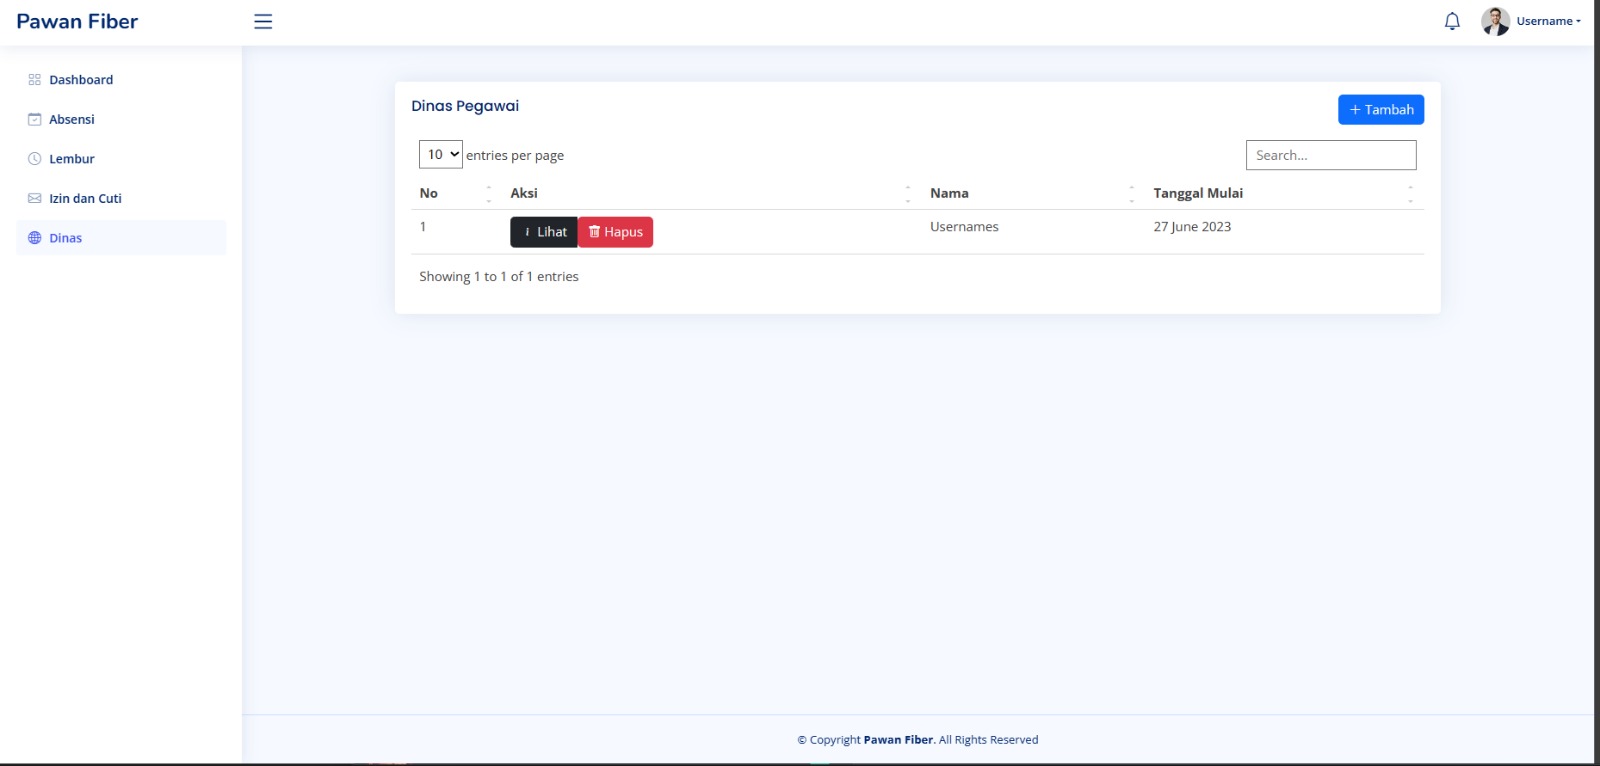 Pawan Fiber
Username
Dashboard
Absensi
Lembur
Izin dan Cuti
Dinas
Dinas Pegawai
+ Tambah
10 entries per page
Search...
No Aksi Nama Tanggal Mulai
1 i Lihat Hapus Usernames 27 June 2023
Showing 1 to 1 of 1 entries
© Copyright Pawan Fiber. All Rights Reserved